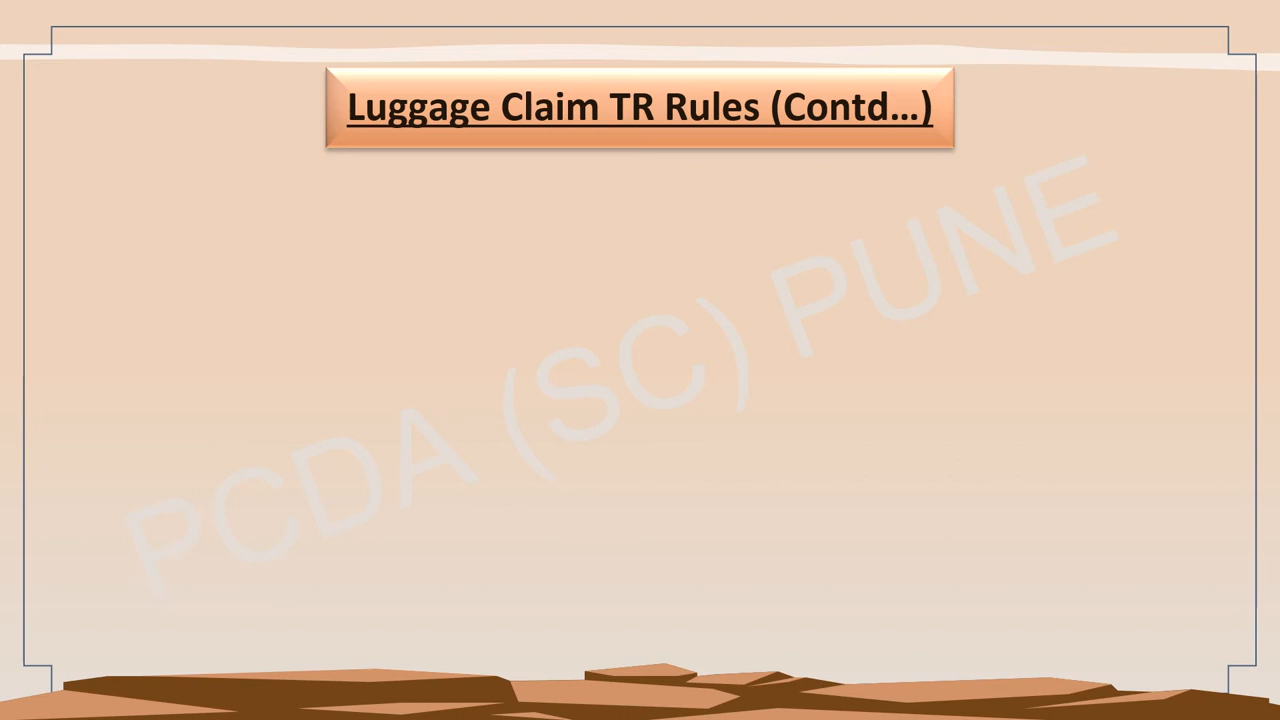 Luggage Claim TR Rules (Contd...)
PCDA (SC) PUNE